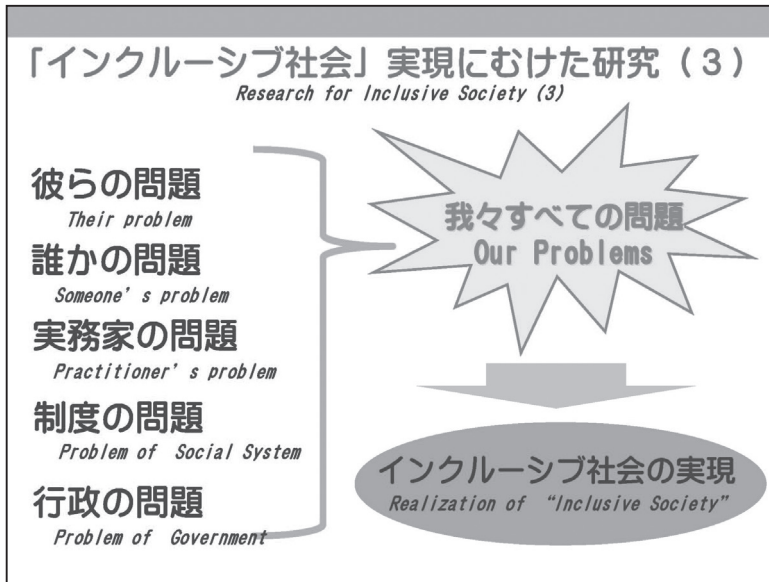 「インクルーシブ社会」実現にむけた研究（３）
Research for Inclusive Society (3)
彼らの問題
Their problem
誰かの問題
Someone’s problem
実務家の問題
Practitioner’s problem
制度の問題
Problem of Social System
行政の問題
Problem of Government
我々すべての問題
Our Problems
インクルーシブ社会の実現
Realization of “Inclusive Society”